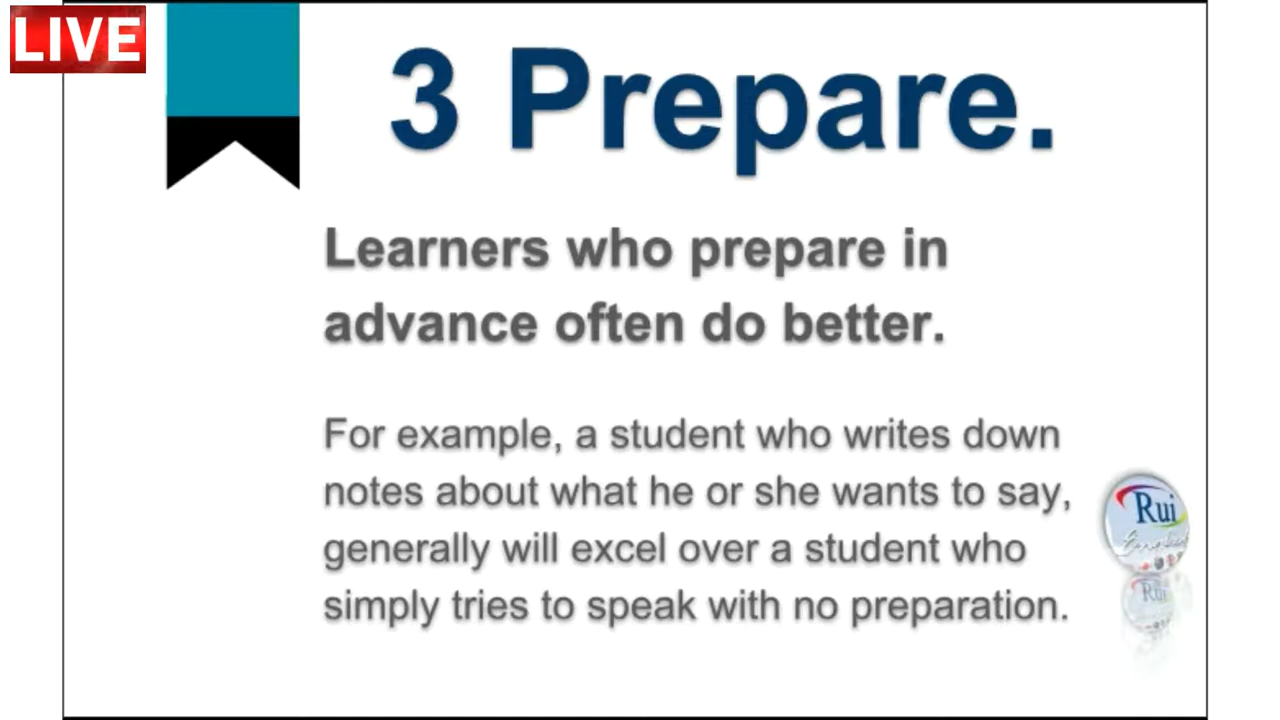 LIVE
3 Prepare.
Learners who prepare in
advance often do better.
For example, a student who writes down
notes about what he or she wants to say,
generally will excel over a student who
simply tries to speak with no preparation.
Rui
Rui